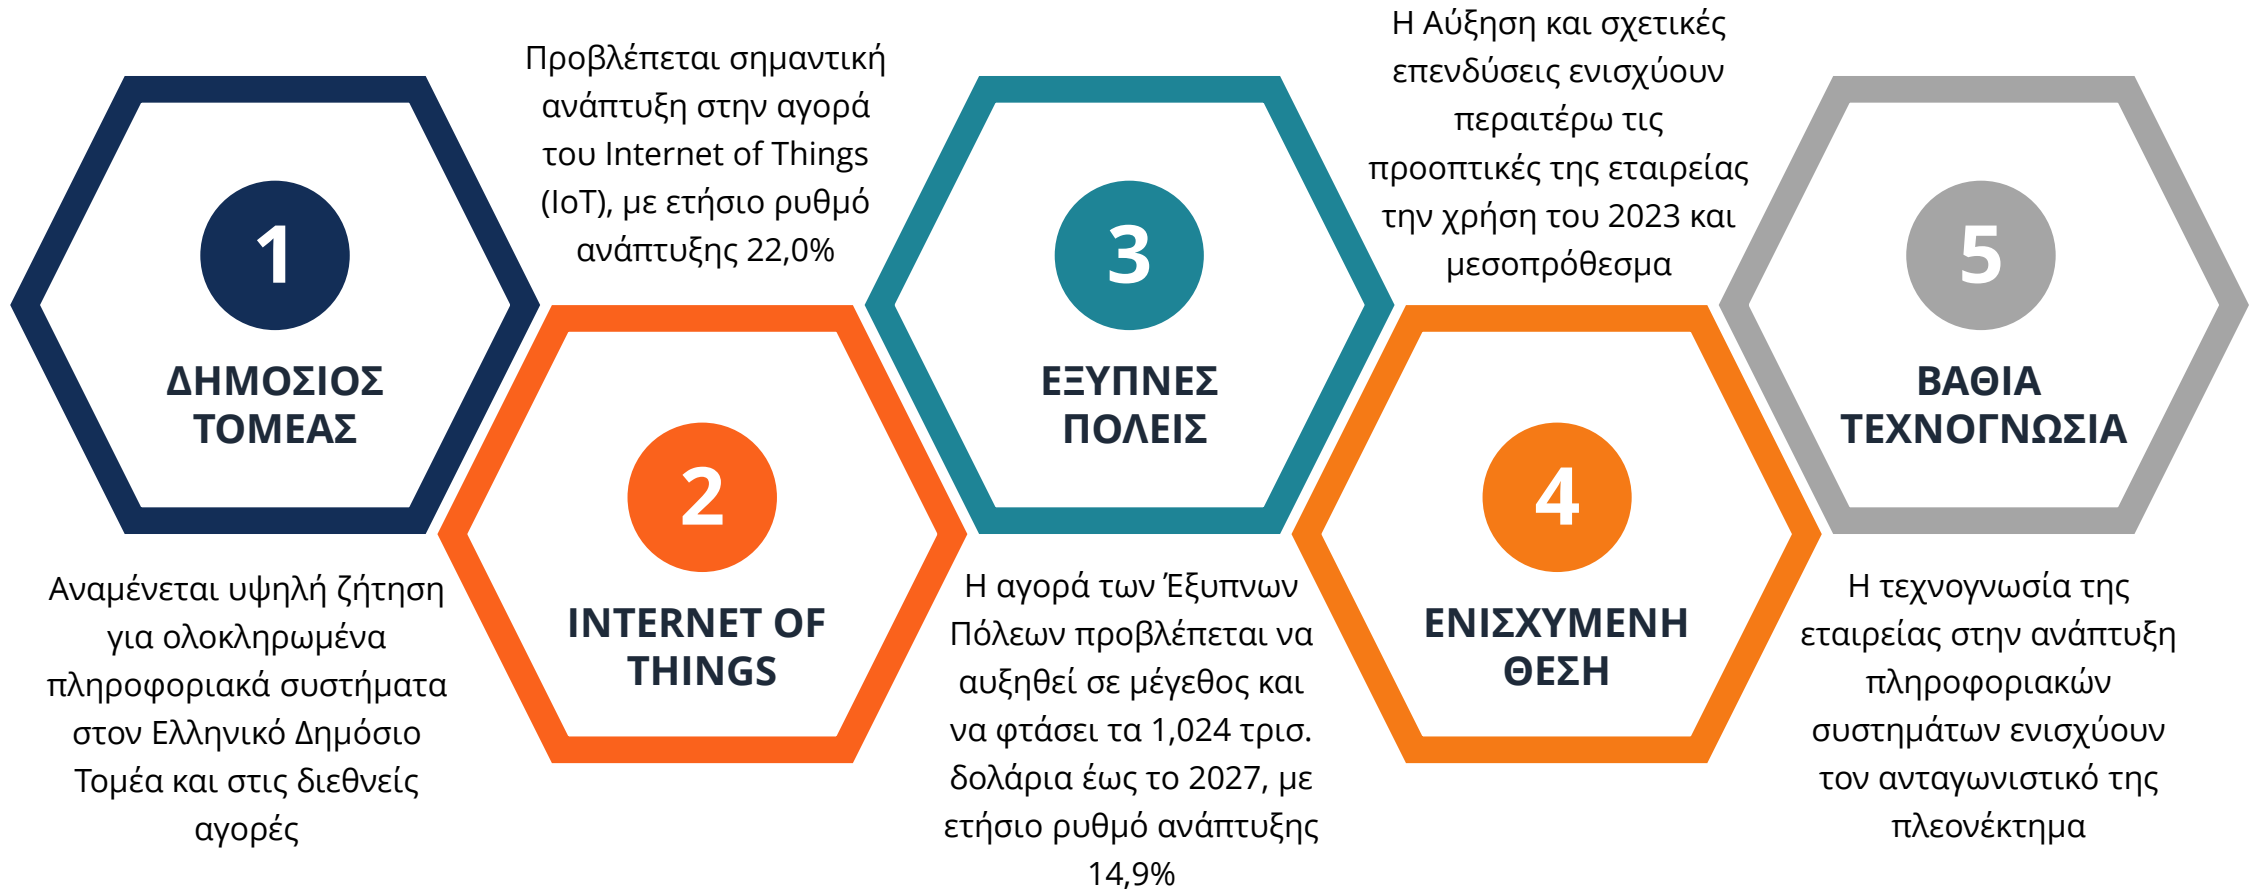 1
ΔΗΜΟΣΙΟΣ
ΤΟΜΕΑΣ
Αναμένεται υψηλή ζήτηση
για ολοκληρωμένα
πληροφοριακά συστήματα
στον Ελληνικό Δημόσιο
Τομέα και στις διεθνείς
αγορές
Προβλέπεται σημαντική
ανάπτυξη στην αγορά
του Internet of Things
(IoT), με ετήσιο ρυθμό
ανάπτυξης 22,0%
2
INTERNET OF
THINGS
3
ΕΞΥΠΝΕΣ
ΠΟΛΕΙΣ
Η αγορά των Έξυπνων
Πόλεων προβλέπεται να
αυξηθεί σε μέγεθος και
να φτάσει τα 1,024 τρισ.
δολάρια έως το 2027, με
ετήσιο ρυθμό ανάπτυξης
14,9%
Η Αύξηση και σχετικές
επενδύσεις ενισχύουν
περαιτέρω τις
προοπτικές της εταιρείας
την χρήση του 2023 και
μεσοπρόθεσμα
4
ΕΝΙΣΧΥΜΕΝΗ
ΘΕΣΗ
5
ΒΑΘΙΑ
ΤΕΧΝΟΓΝΩΣΙΑ
Η τεχνογνωσία της
εταιρείας στην ανάπτυξη
πληροφοριακών
συστημάτων ενισχύουν
τον ανταγωνιστικό της
πλεονέκτημα